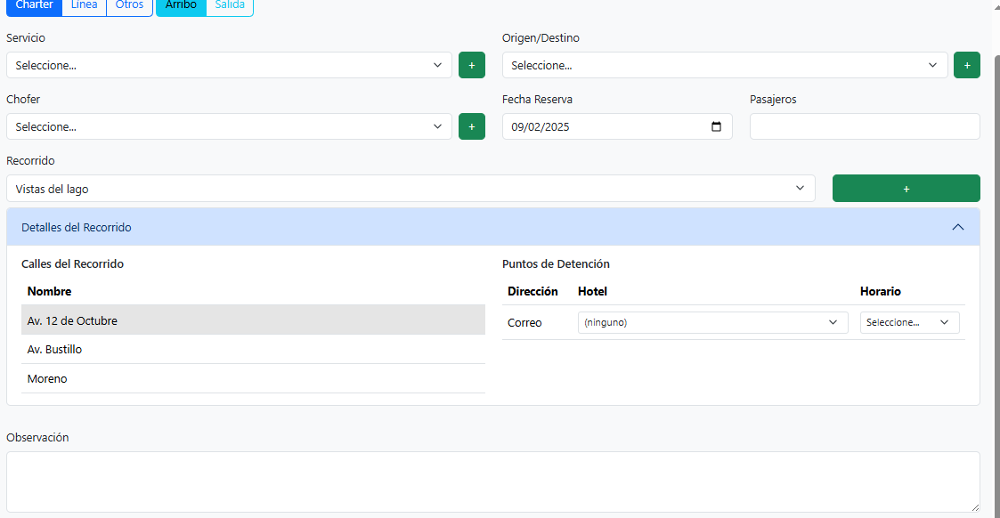 Charter Linea Otros Arribo Salida
Servicio Origen/Destino
Seleccione... + Seleccione... +
Chofer Fecha Reserva Pasajeros
Seleccione... + 09/02/2025
Recorrido
Vistas del lago +
Detalles del Recorrido
Calles del Recorrido Puntos de Detención
Nombre Dirección Hotel Horario
Av. 12 de Octubre Correo (ninguno) Seleccione...
Av. Bustillo
Moreno
Observación